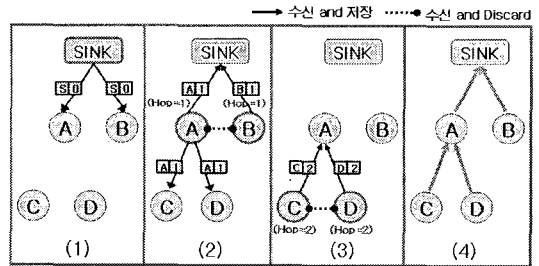 수신 and 저장 수신 and Discard
SINK
S 0 S 0
A B
C D
(1)
SINK
A 1 B 1
(Hop=1) (Hop=1)
A B
A 1 A 1
C D
(2)
SINK
A B
C 2 D 2
C D
(Hop=2) (Hop=2)
(3)
SINK
A B
C D
(4)